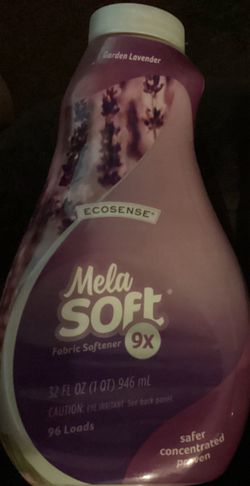 Garden Lavender
ECOSENSE®
Mela
SOFT®
Fabric Softener 9x
32 FL OZ (1 QT) 946 mL
CAUTION: EYE IRRITANT. See back panel.
96 Loads
safer
concentrated
proven